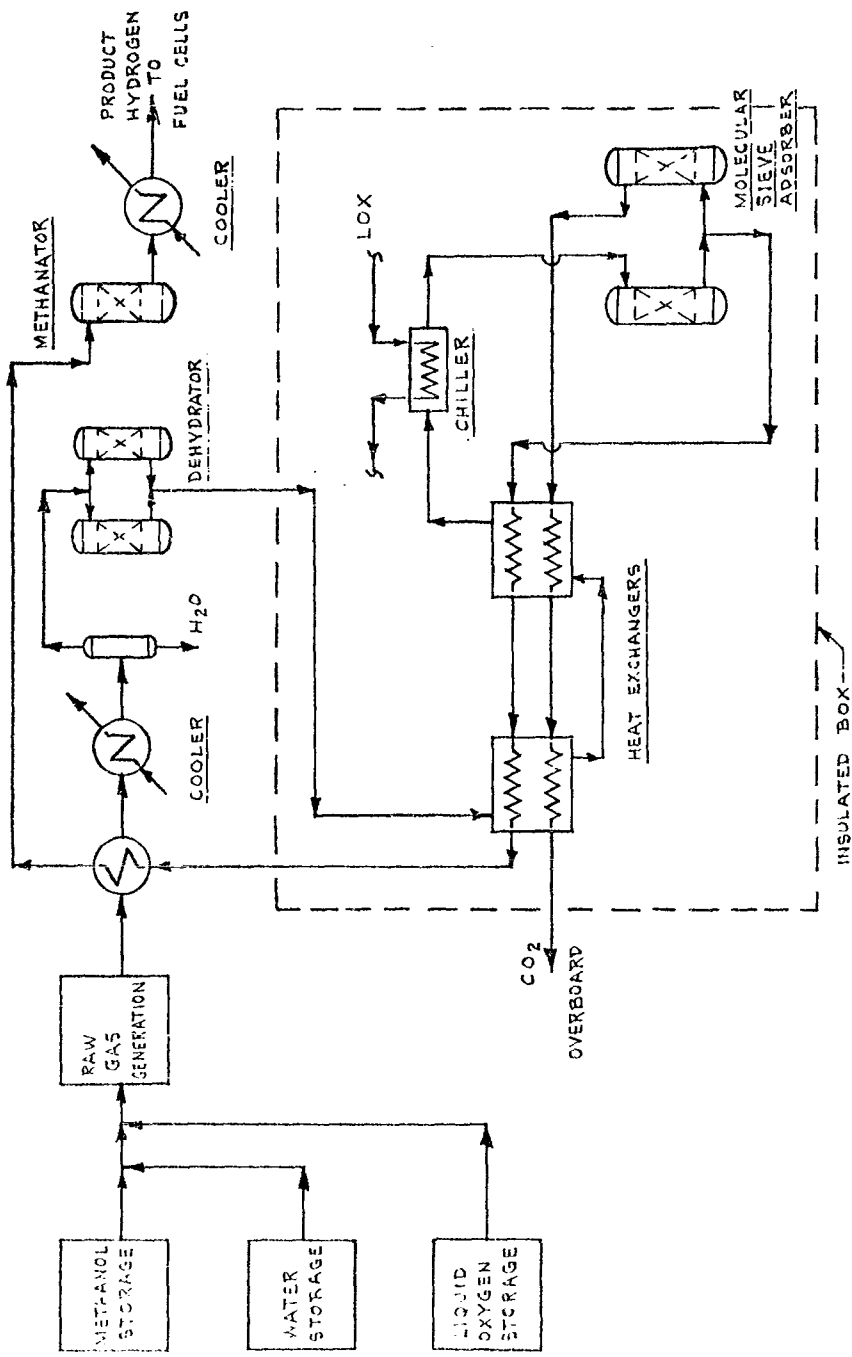 METHANOL
STORAGE
WATER
STORAGE
LIQUID
OXYGEN
STORAGE
RAW
GAS
GENERATION
COOLER
H2O
DEHYDRATOR
METHANATOR
COOLER
PRODUCT
HYDROGEN
TO
FUEL CELLS
CO2
OVERBOARD
HEAT EXCHANGERS
CHILLER
LOX
MOLECULAR
SIEVE
ADSORBER
INSULATED BOX